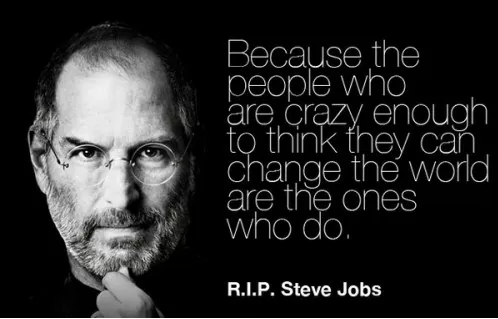 Because the
people who
are crazy enough
to think they can
change the world
are the ones
who do.
R.I.P. Steve Jobs